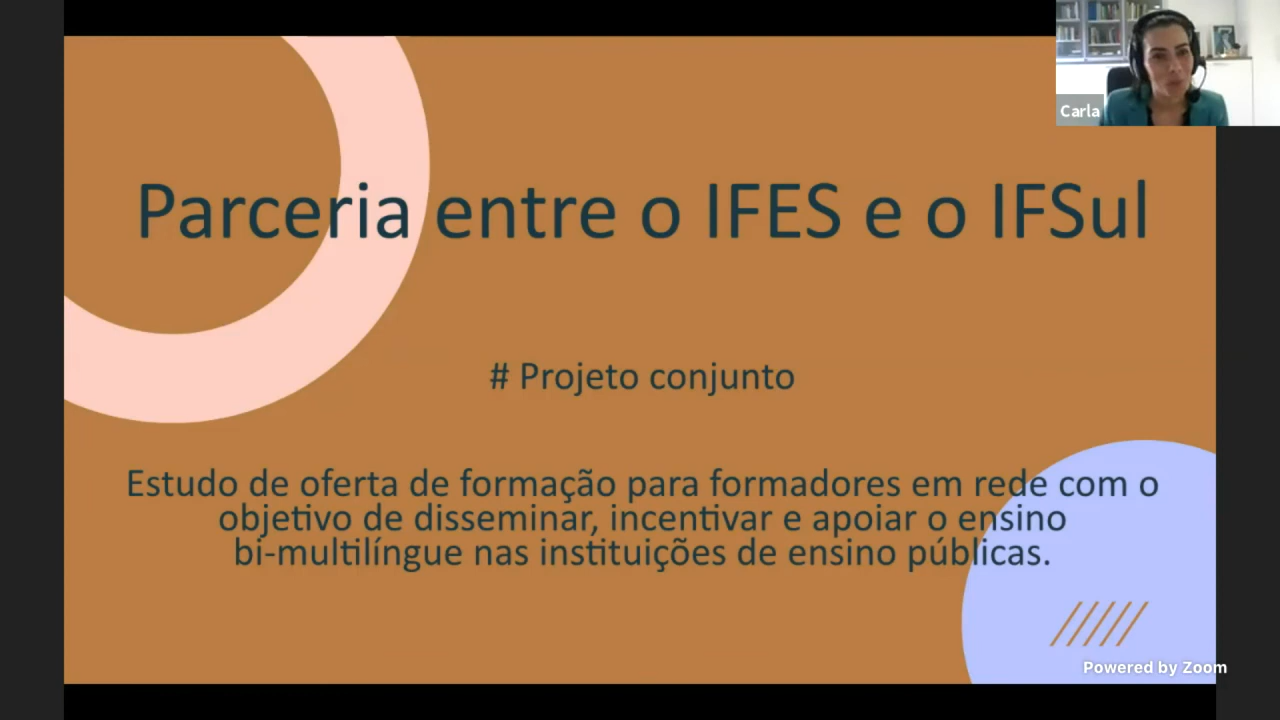 Carla
Parceria entre o IFES e o IFSul
# Projeto conjunto
Estudo de oferta de formação para formadores em rede com o
objetivo de disseminar, incentivar e apoiar o ensino
bi-multilíngue nas instituições de ensino públicas.
Powered by Zoom